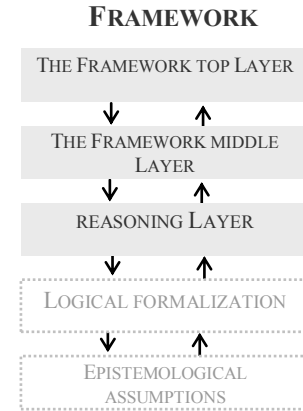 FRAMEWORK
THE FRAMEWORK TOP LAYER
THE FRAMEWORK MIDDLE
LAYER
REASONING LAYER
LOGICAL FORMALIZATION
EPISTEMOLOGICAL
ASSUMPTIONS